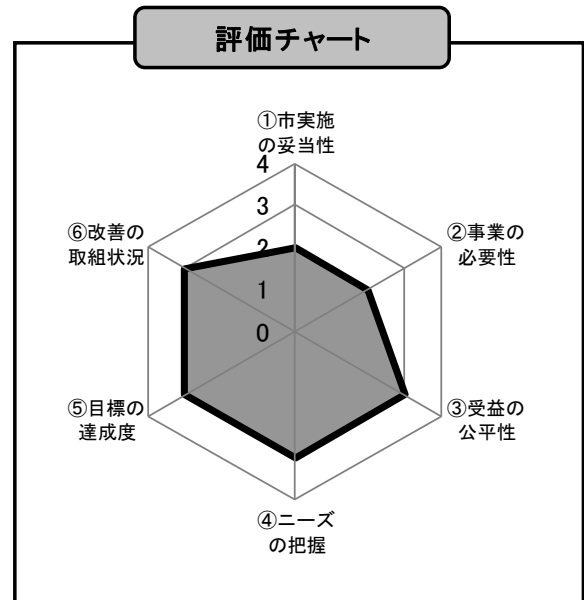 評価チャート
①市実施
の妥当性
4
3
2
1
0
②事業の
必要性
③受益の
公平性
④ニーズ
の把握
⑤目標の
達成度
⑥改善の
取組状況